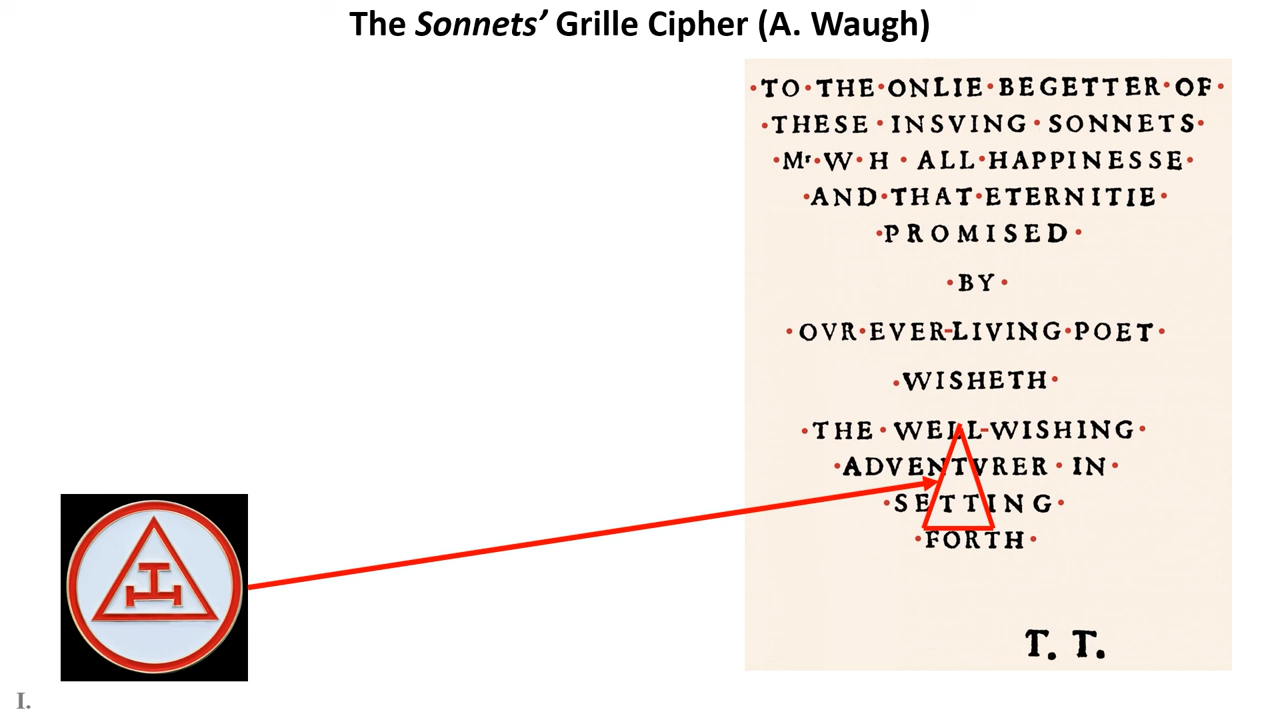 The Sonnets’ Grille Cipher (A. Waugh)
·TO·THE·ONLIE·BEGETTER·OF·
·THESE·INSVING·SONNETS·
·Mr·W·H·ALL·HAPPINESSE·
·AND·THAT·ETERNITIE·
·PROMISED·
·BY·
·OVR·EVER-LIVING·POET·
·WISHETH·
·THE·WELL-WISHING·
·ADVENTVRER·IN·
·SETTING·
·FORTH·
T. T.
I.